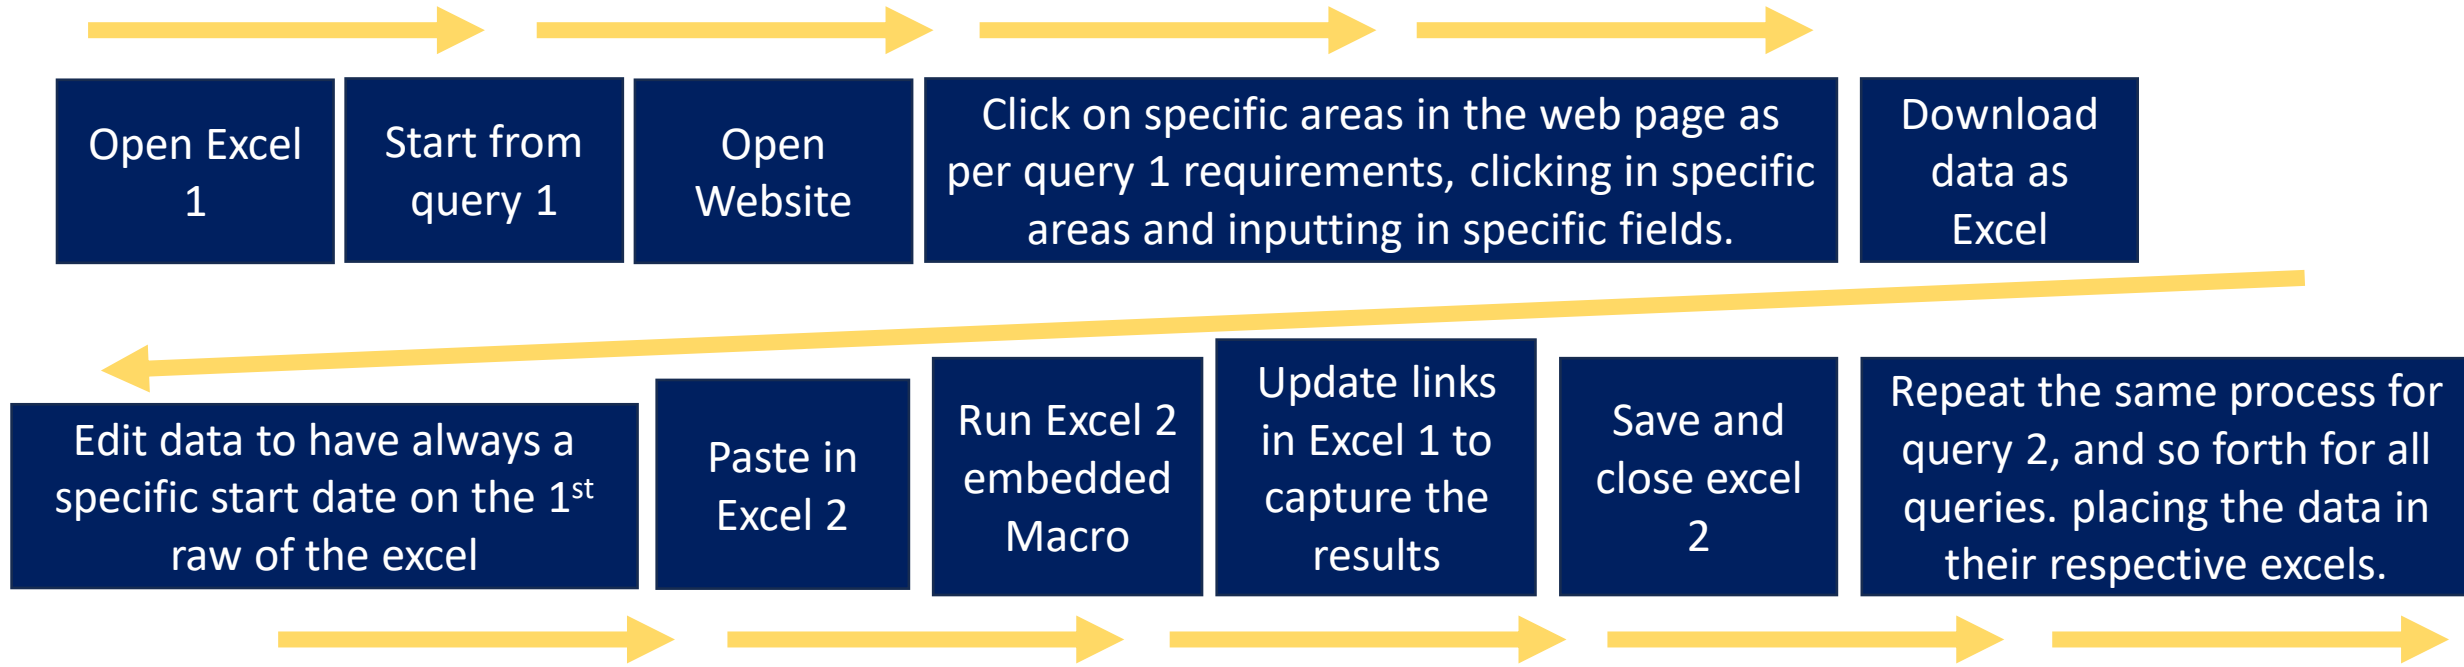 Open Excel
1
Start from
query 1
Open
Website
Click on specific areas in the web page as
per query 1 requirements, clicking in specific
areas and inputting in specific fields.
Download
data as
Excel
Edit data to have always a
specific start date on the 1st
raw of the excel
Paste in
Excel 2
Run Excel 2
embedded
Macro
Update links
in Excel 1 to
capture the
results
Save and
close excel
2
Repeat the same process for
query 2, and so forth for all
queries. placing the data in
their respective excels.